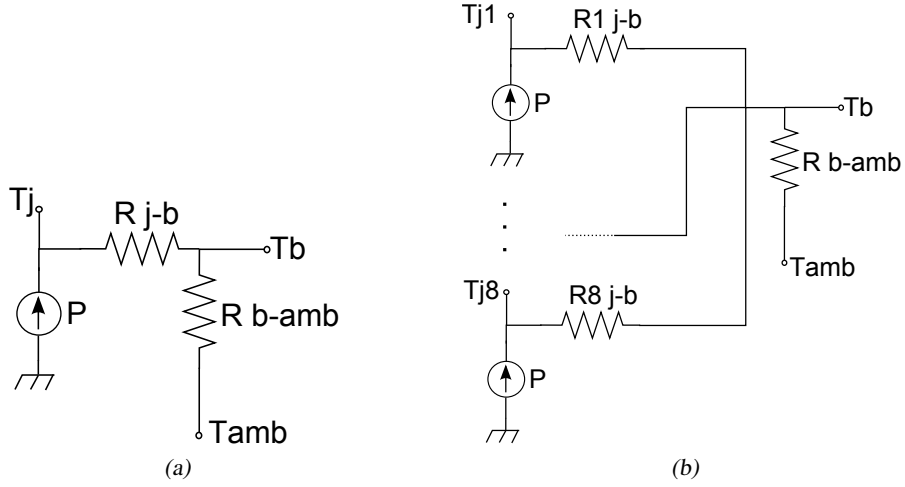 Tj
R j-b
Tb
P
R b-amb
Tamb
(a)
Tj1
R1 j-b
P
Tb
R b-amb
Tamb
Tj8
R8 j-b
P
(b)